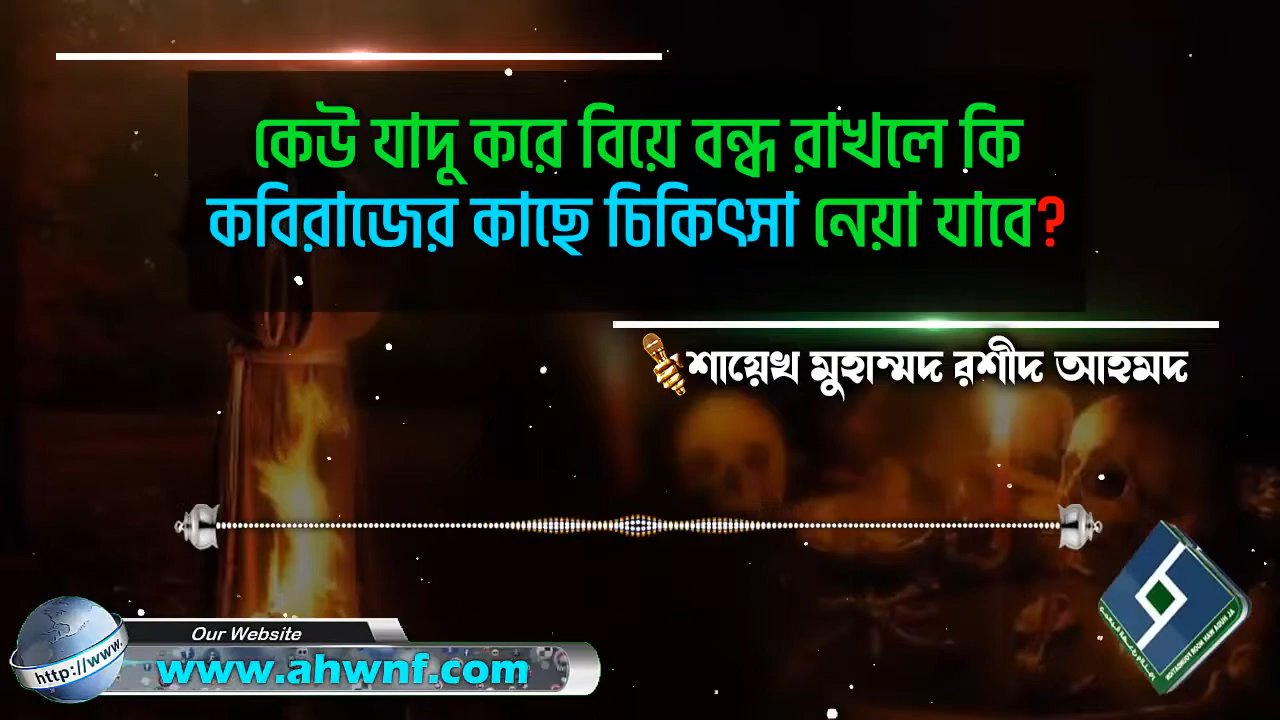 কেউ যাদু করে বিয়ে বন্ধ রাখলে কি
কবিরাজের কাছে চিকিৎসা নেয়া যাবে?
শায়েখ মুহাম্মদ রশীদ আহমদ
Our Website
http://www.
www.ahwnf.com